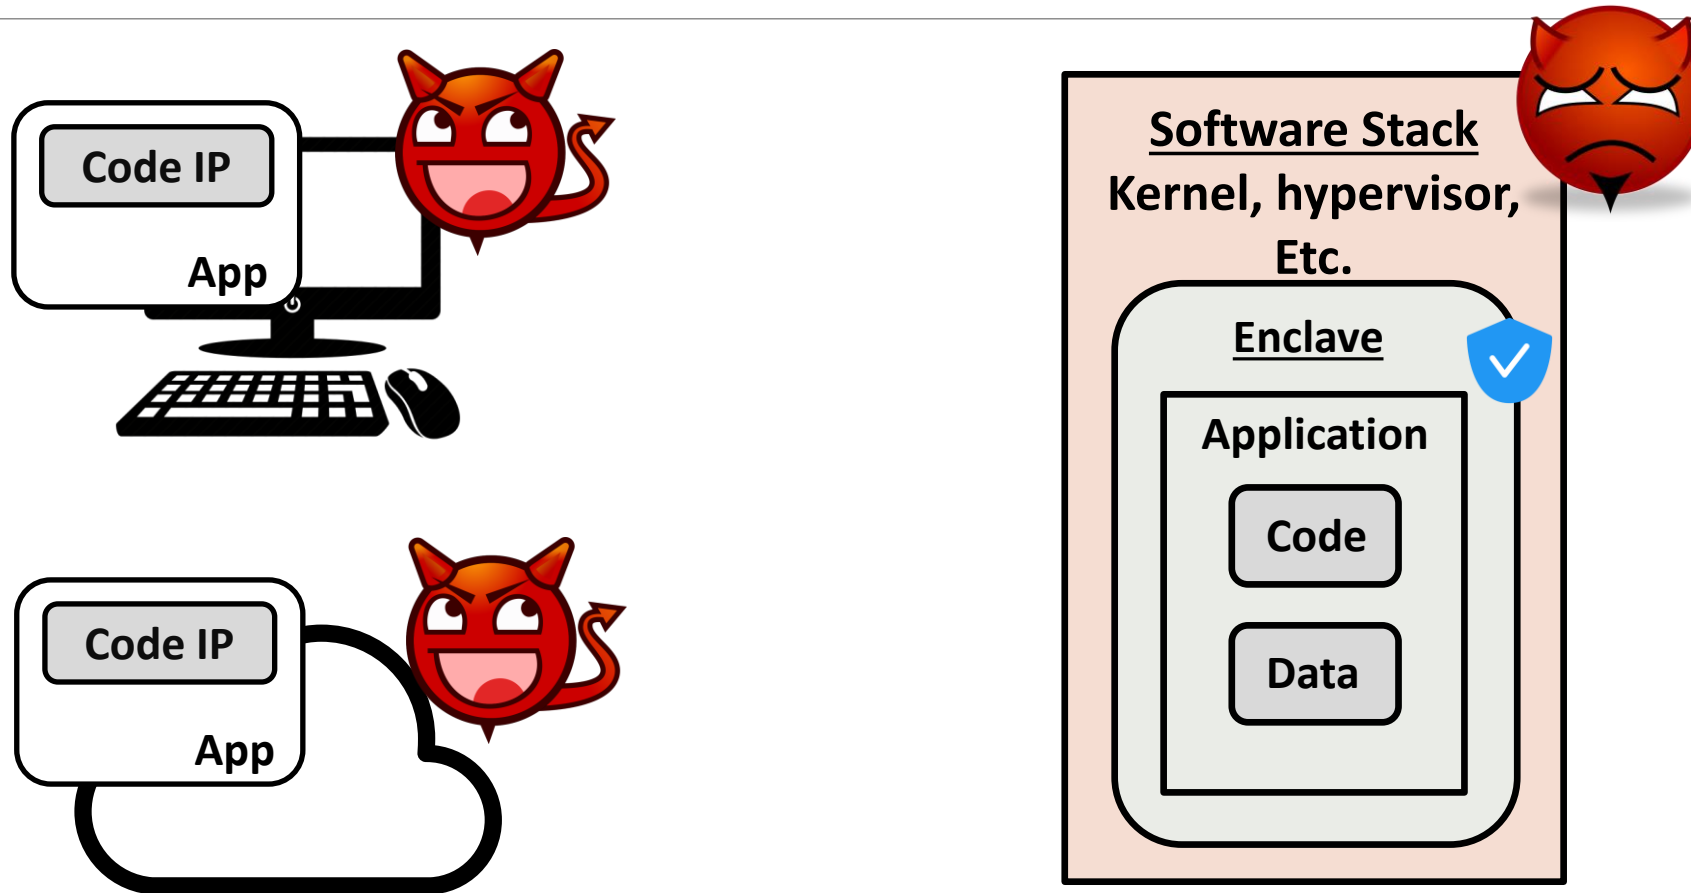 Code IP
App
Code IP
App
Software Stack
Kernel, hypervisor,
Etc.
Enclave
Application
Code
Data